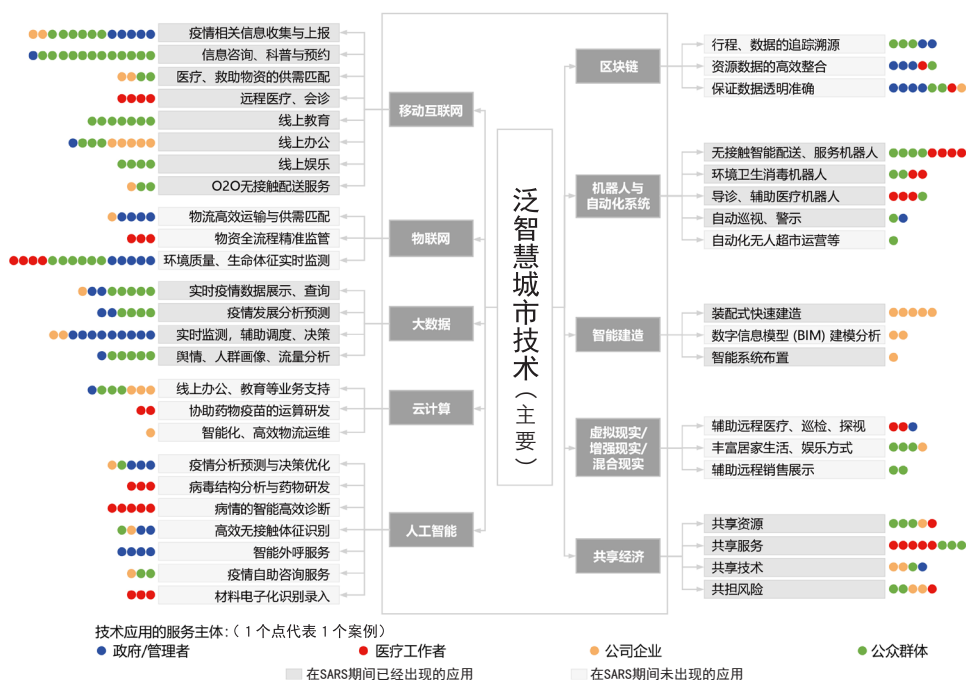 疫情相关信息收集与上报
信息咨询、科普与预约
医疗、救助物资的供需匹配
远程医疗、会诊
线上教育
线上办公
线上娱乐
O2O无接触配送服务
移动互联网
物流高效运输与供需匹配
物资全流程精准监管
环境质量、生命体征实时监测
物联网
实时疫情数据展示、查询
疫情发展分析预测
实时监测，辅助调度、决策
舆情、人群画像、流量分析
大数据
线上办公、教育等业务支持
协助药物疫苗的运算研发
智能化、高效物流运维
云计算
疫情分析预测与决策优化
病毒结构分析与药物研发
病情的智能高效诊断
高效无接触体征识别
智能外呼服务
疫情自助咨询服务
材料电子化识别录入
人工智能
泛智慧城市技术（主要）
区块链
行程、数据的追踪溯源
资源数据的高效整合
保证数据透明准确
机器人与
自动化系统
无接触智能配送、服务机器人
环境卫生消毒机器人
导诊、辅助医疗机器人
自动巡视、警示
自动化无人超市运营等
智能建造
装配式快速建造
数字信息模型 (BIM) 建模分析
智能系统布置
虚拟现实/
增强现实/
混合现实
辅助远程医疗、巡检、探视
丰富居家生活、娱乐方式
辅助远程销售展示
共享经济
共享资源
共享服务
共享技术
共担风险
技术应用的服务主体：（1个点代表1个案例）
政府/管理者
医疗工作者
公司企业
公众群体
在SARS期间已经出现的应用
在SARS期间未出现的应用